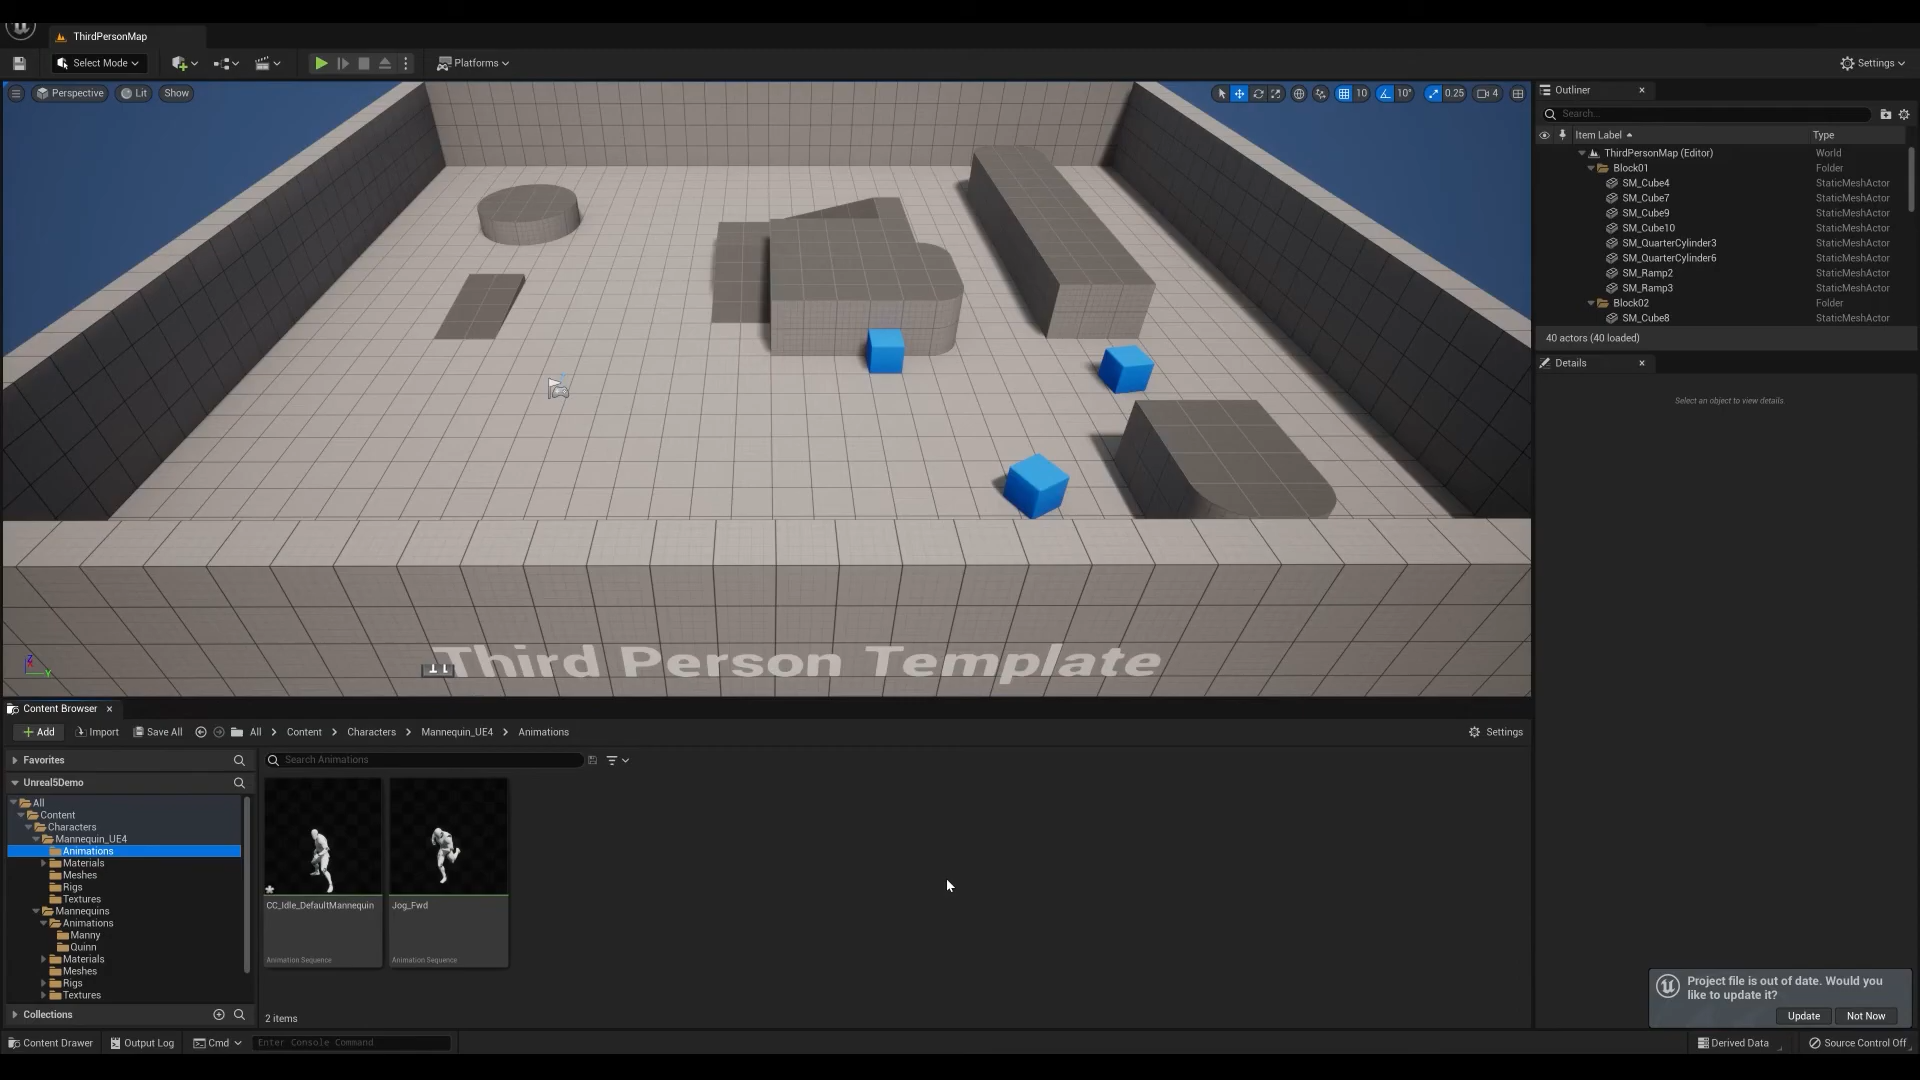 ThirdPersonMap
Select Mode
Platforms
Settings
Perspective
Lit
Show
10
10°
0.25
4
Third Person Template
Outliner
Search...
Item Label
Type
ThirdPersonMap (Editor)
World
Block01
Folder
SM_Cube4
StaticMeshActor
SM_Cube7
StaticMeshActor
SM_Cube9
StaticMeshActor
SM_Cube10
StaticMeshActor
SM_QuarterCylinder3
StaticMeshActor
SM_QuarterCylinder6
StaticMeshActor
SM_Ramp2
StaticMeshActor
SM_Ramp3
StaticMeshActor
Block02
Folder
SM_Cube8
StaticMeshActor
40 actors (40 loaded)
Details
Select an object to view details.
Content Browser
Add
Import
Save All
All
Content
Characters
Mannequin_UE4
Animations
Settings
Favorites
Unreal5Demo
All
Content
Characters
Mannequin_UE4
Animations
Materials
Meshes
Rigs
Textures
Mannequins
Animations
Manny
Quinn
Materials
Meshes
Rigs
Textures
Collections
Search Animations
CC_Idle_DefaultMannequin
Animation Sequence
Jog_Fwd
Animation Sequence
2 items
Project file is out of date. Would you
like to update it?
Update
Not Now
Content Drawer
Output Log
Cmd
Enter Console Command
Derived Data
Source Control Off